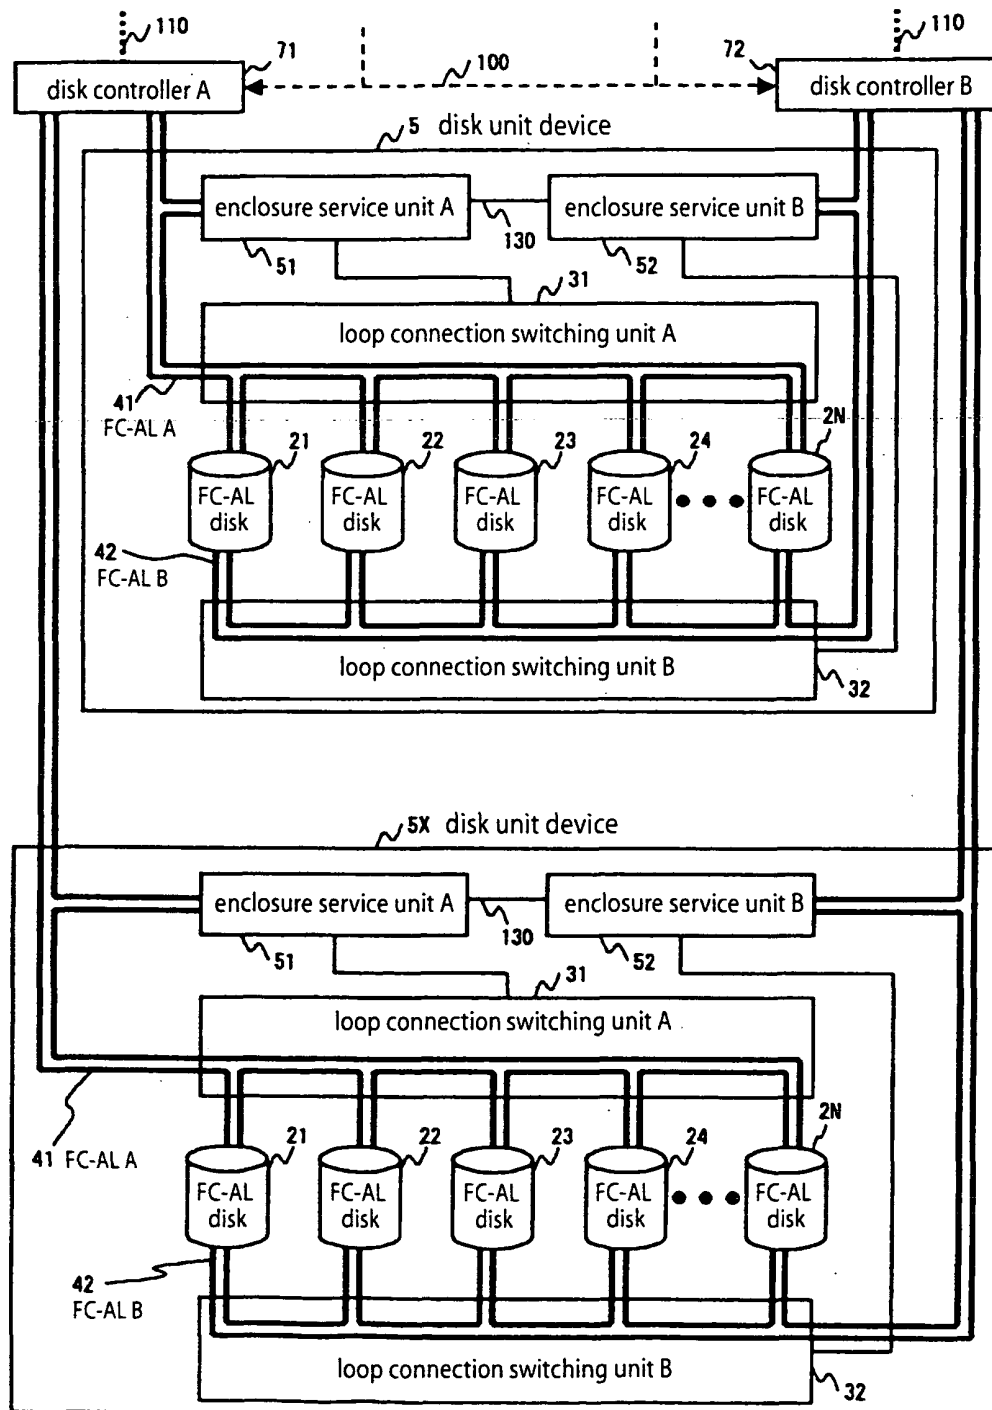 110
110
71
100
72
disk controller A
disk controller B
5 disk unit device
enclosure service unit A
enclosure service unit B
130
51
52
31
loop connection switching unit A
41
FC-AL A
21
22
23
24
2N
FC-AL
disk
FC-AL
disk
FC-AL
disk
FC-AL
disk
FC-AL
disk
42
FC-AL B
loop connection switching unit B
32
5X disk unit device
enclosure service unit A
enclosure service unit B
130
51
52
31
loop connection switching unit A
41 FC-AL A
21
22
23
24
2N
FC-AL
disk
FC-AL
disk
FC-AL
disk
FC-AL
disk
FC-AL
disk
42
FC-AL B
loop connection switching unit B
32